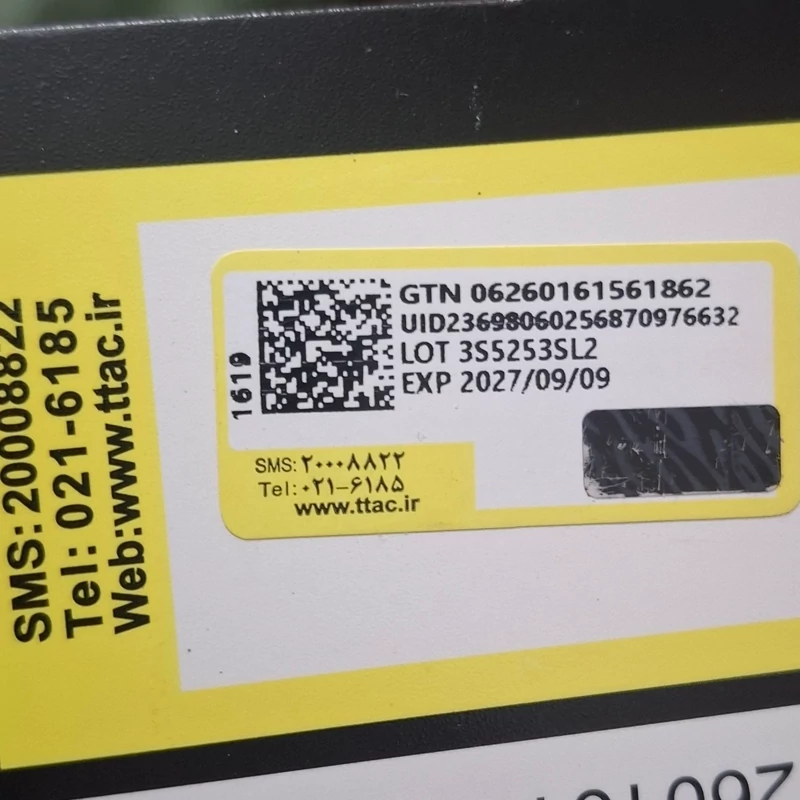 SMS: 20008822
Tel: 021-6185
Web:www.ttac.ir
1619
GTN 06260161561862
UID23698060256870976632
LOT 3S5253SL2
EXP 2027/09/09
SMS: ۲۰۰۰۸۸۲۲
Tel: ۰۲۱-۶۱۸۵
www.ttac.ir